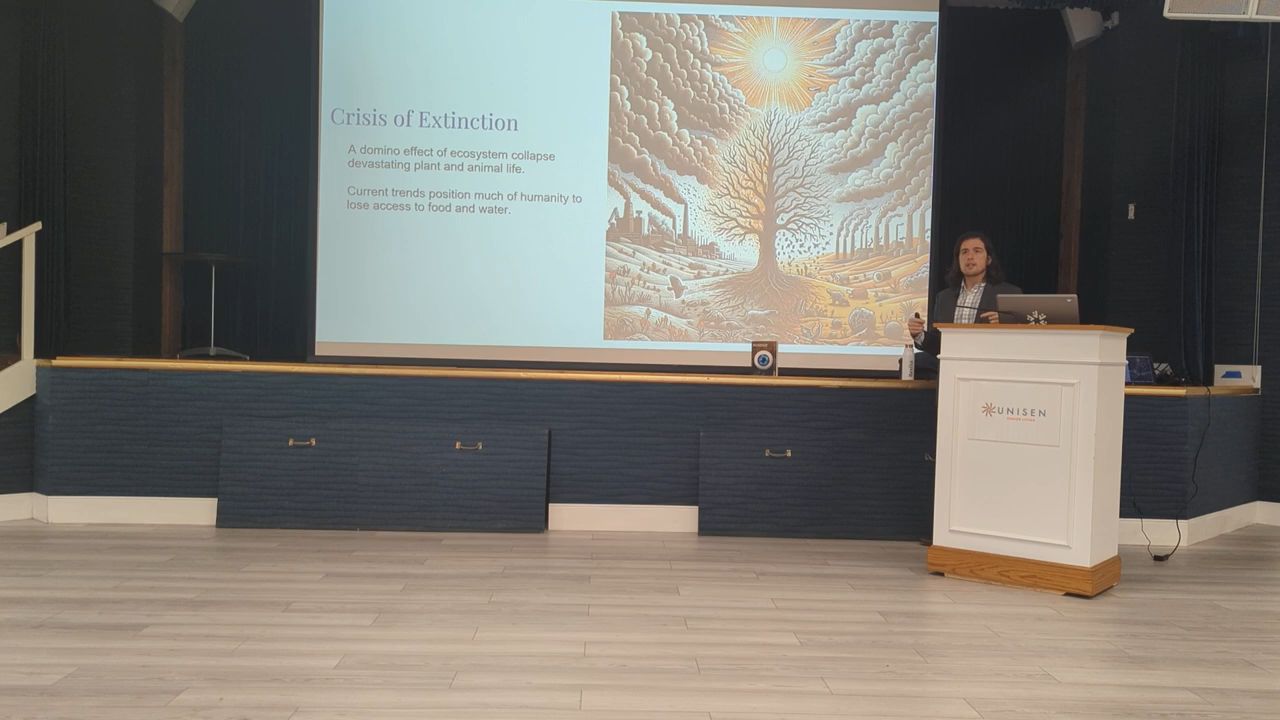 Crisis of Extinction
A domino effect of ecosystem collapse
devastating plant and animal life.
Current trends position much of humanity to
lose access to food and water.
UNISEN